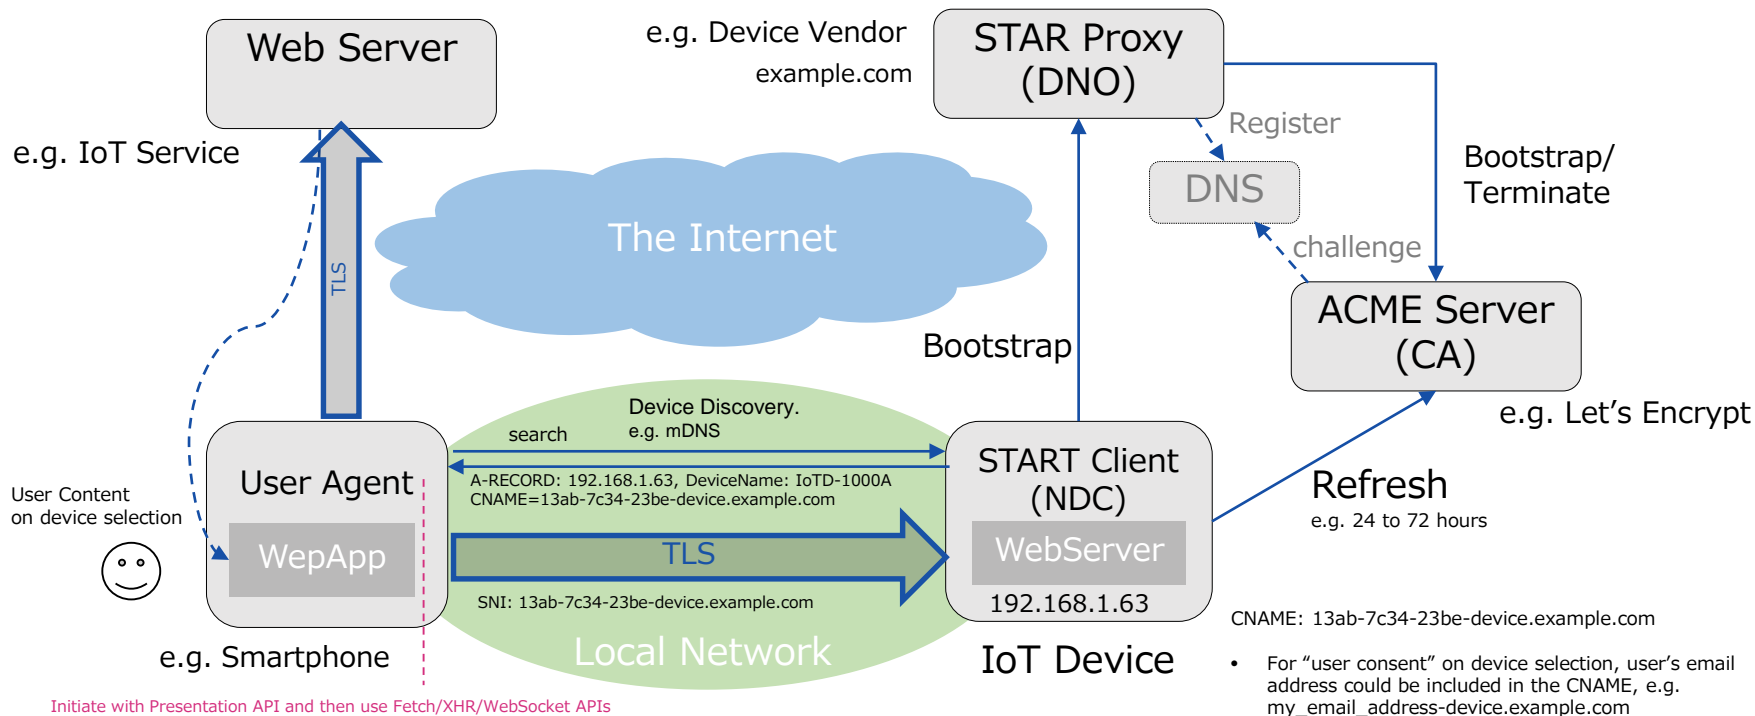 Web Server
e.g. IoT Service
e.g. Device Vendor
example.com
STAR Proxy
(DNO)
Register
DNS
challenge
Bootstrap/
Terminate
The Internet
TLS
Bootstrap
ACME Server
(CA)
e.g. Let’s Encrypt
Refresh
e.g. 24 to 72 hours
Device Discovery.
e.g. mDNS
search
A-RECORD: 192.168.1.63, DeviceName: IoTD-1000A
CNAME=13ab-7c34-23be-device.example.com
User Agent
WepApp
User Content
on device selection
TLS
SNI: 13ab-7c34-23be-device.example.com
Local Network
START Client
(NDC)
WebServer
192.168.1.63
IoT Device
e.g. Smartphone
Initiate with Presentation API and then use Fetch/XHR/WebSocket APIs
CNAME: 13ab-7c34-23be-device.example.com
• For “user consent” on device selection, user’s email
address could be included in the CNAME, e.g.
my_email_address-device.example.com